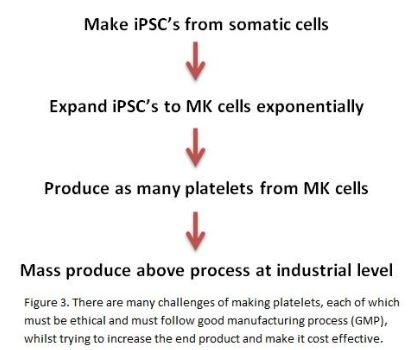 Make iPSC's from somatic cells
Expand iPSC's to MK cells exponentially
Produce as many platelets from MK cells
Mass produce above process at industrial level
Figure 3. There are many challenges of making platelets, each of which
must be ethical and must follow good manufacturing process (GMP),
whilst trying to increase the end product and make it cost effective.